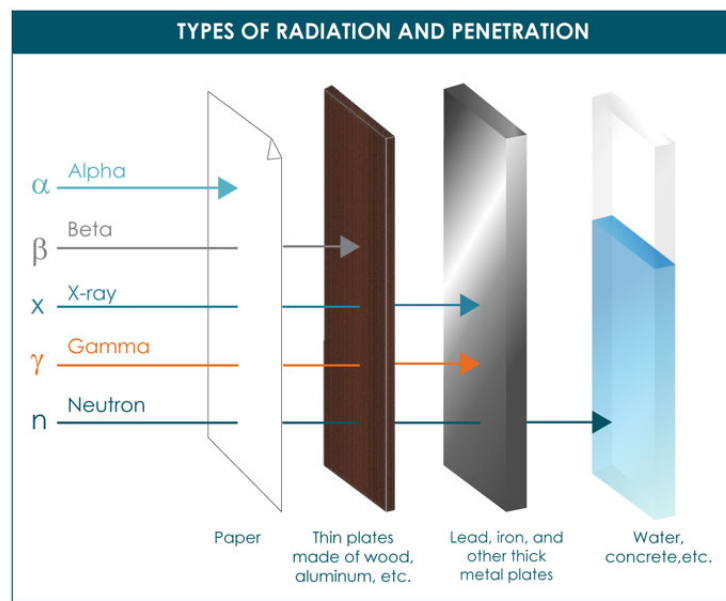 TYPES OF RADIATION AND PENETRATION
α Alpha
β Beta
x X-ray
γ Gamma
n Neutron
Paper
Thin plates
made of wood,
aluminum, etc.
Lead, iron, and
other thick
metal plates
Water,
concrete,etc.